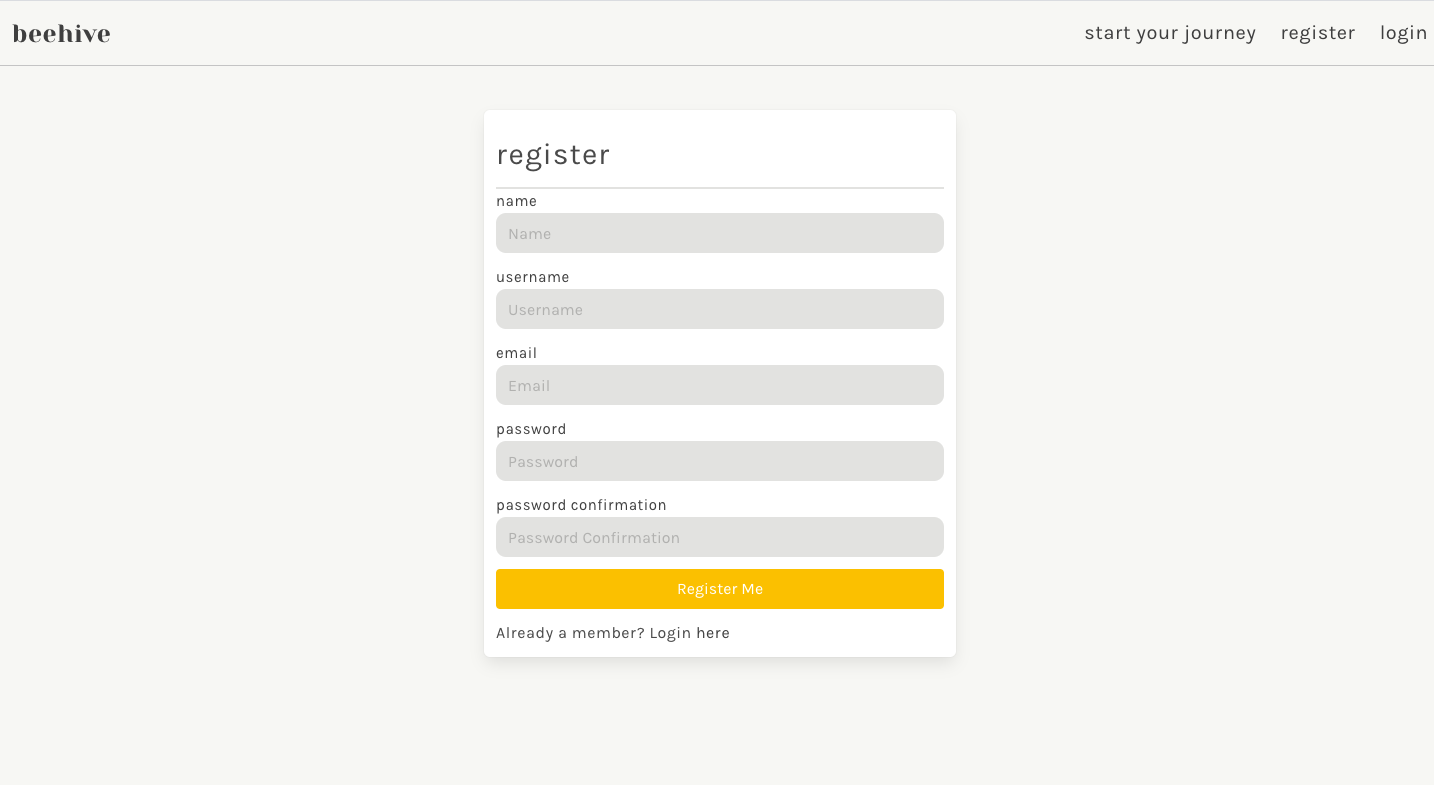 beehive
start your journey register login
register
name
Name
username
Username
email
Email
password
Password
password confirmation
Password Confirmation
Register Me
Already a member? Login here